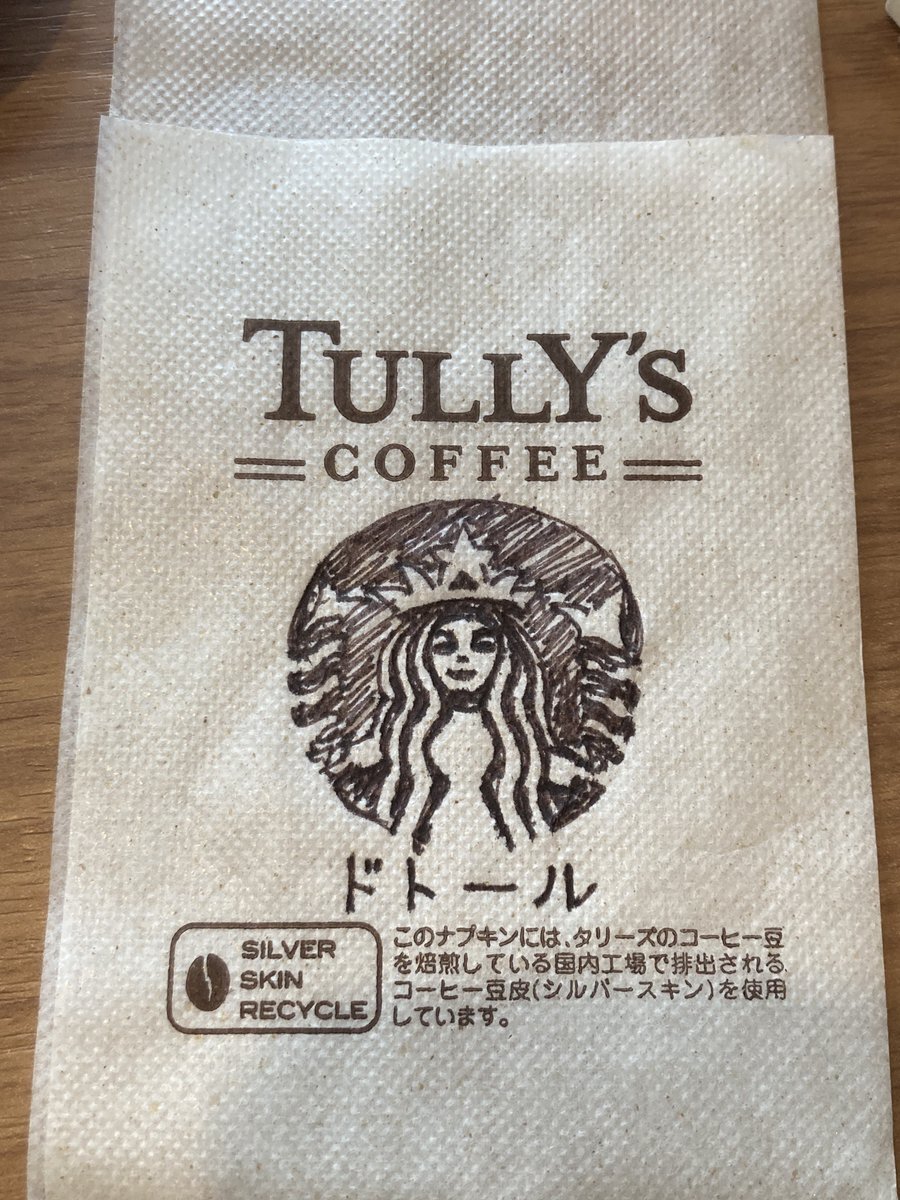 TULLY'S
COFFEE
ドトール
SILVER
SKIN
RECYCLE
このナプキンには、タリーズのコーヒー豆
を焙煎している国内工場で排出される
コーヒー豆皮(シルバースキン)を使用
しています。